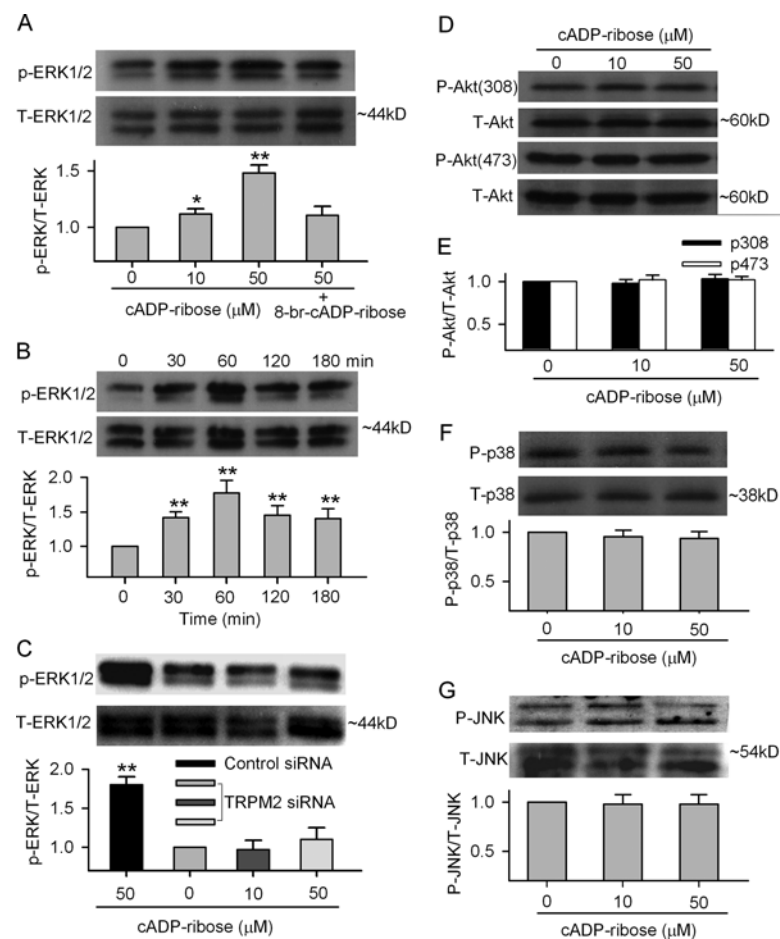 A
p-ERK1/2
T-ERK1/2
~44kD
p-ERK/T-ERK
1.5
1.0
*
**
0 10 50 50
+
cADP-ribose (μM) 8-br-cADP-ribose
B
0 30 60 120 180 min
p-ERK1/2
T-ERK1/2
~44kD
p-ERK/T-ERK
2.0
1.5
1.0
** ** ** **
0 30 60 120 180
Time (min)
C
p-ERK1/2
T-ERK1/2
~44kD
p-ERK/T-ERK
2.0
1.5
1.0
**
Control siRNA
TRPM2 siRNA
50 0 10 50
cADP-ribose (μM)
D
cADP-ribose (μM)
0 10 50
P-Akt(308)
T-Akt
~60kD
P-Akt(473)
T-Akt
~60kD
E
p308
p473
P-Akt/T-Akt
1.0
0.5
0 10 50
cADP-ribose (μM)
F
P-p38
T-p38
~38kD
P-p38/T-p38
1.0
0.5
0 10 50
cADP-ribose (μM)
G
P-JNK
T-JNK
~54kD
P-JNK/T-JNK
1.0
0.5
0 10 50
cADP-ribose (μM)